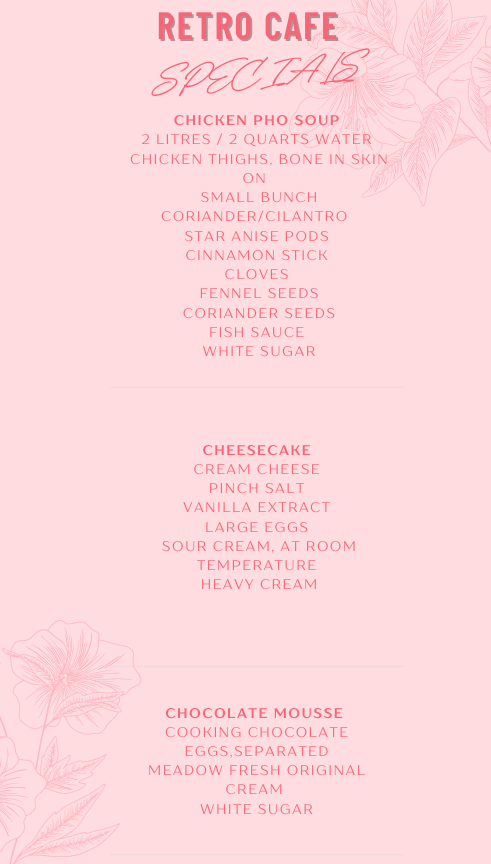 RETRO CAFE
SPECIALS
CHICKEN PHO SOUP
2 LITRES / 2 QUARTS WATER
CHICKEN THIGHS, BONE IN SKIN
ON
SMALL BUNCH
CORIANDER/CILANTRO
STAR ANISE PODS
CINNAMON STICK
CLOVES
FENNEL SEEDS
CORIANDER SEEDS
FISH SAUCE
WHITE SUGAR
CHEESECAKE
CREAM CHEESE
PINCH SALT
VANILLA EXTRACT
LARGE EGGS
SOUR CREAM, AT ROOM
TEMPERATURE
HEAVY CREAM
CHOCOLATE MOUSSE
COOKING CHOCOLATE
EGGS,SEPARATED
MEADOW FRESH ORIGINAL
CREAM
WHITE SUGAR